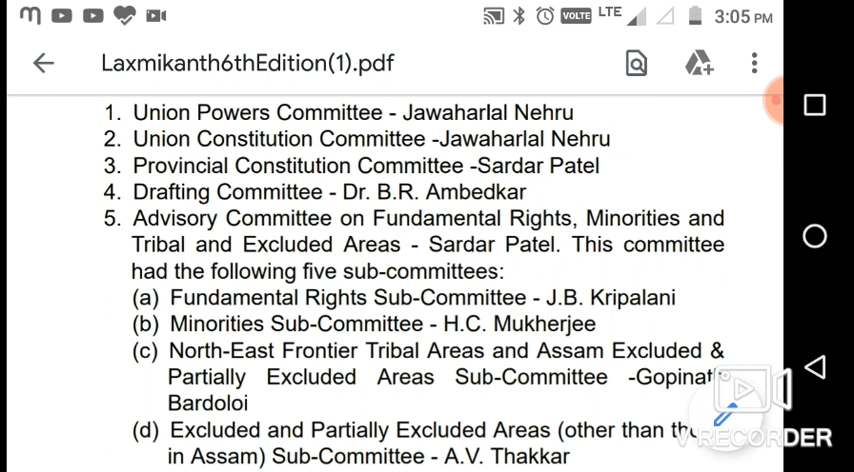 VOLTE LTE 3:05 PM
Laxmikanth6thEdition(1).pdf
1. Union Powers Committee - Jawaharlal Nehru
2. Union Constitution Committee -Jawaharlal Nehru
3. Provincial Constitution Committee -Sardar Patel
4. Drafting Committee - Dr. B.R. Ambedkar
5. Advisory Committee on Fundamental Rights, Minorities and
Tribal and Excluded Areas - Sardar Patel. This committee
had the following five sub-committees:
(a) Fundamental Rights Sub-Committee - J.B. Kripalani
(b) Minorities Sub-Committee - H.C. Mukherjee
(c) North-East Frontier Tribal Areas and Assam Excluded &
Partially Excluded Areas Sub-Committee -Gopinath
Bardoloi
(d) Excluded and Partially Excluded Areas (other than
in Assam) Sub-Committee - A.V. Thakkar
V RECORDER